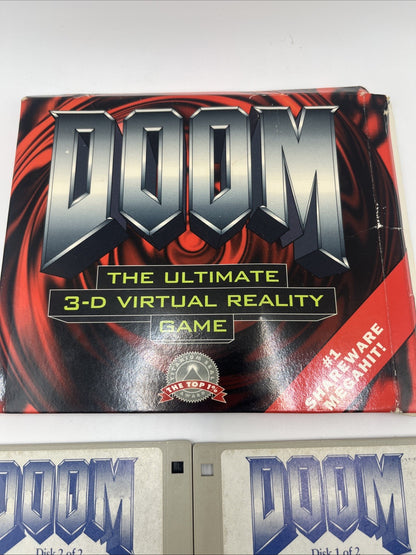 DOOM
THE ULTIMATE
3-D VIRTUAL REALITY
GAME
#1
SHAREWARE
MEGAHIT!
THE TOP 1%
DOOM
Disk 2 of 2
DOOM
Disk 1 of 2